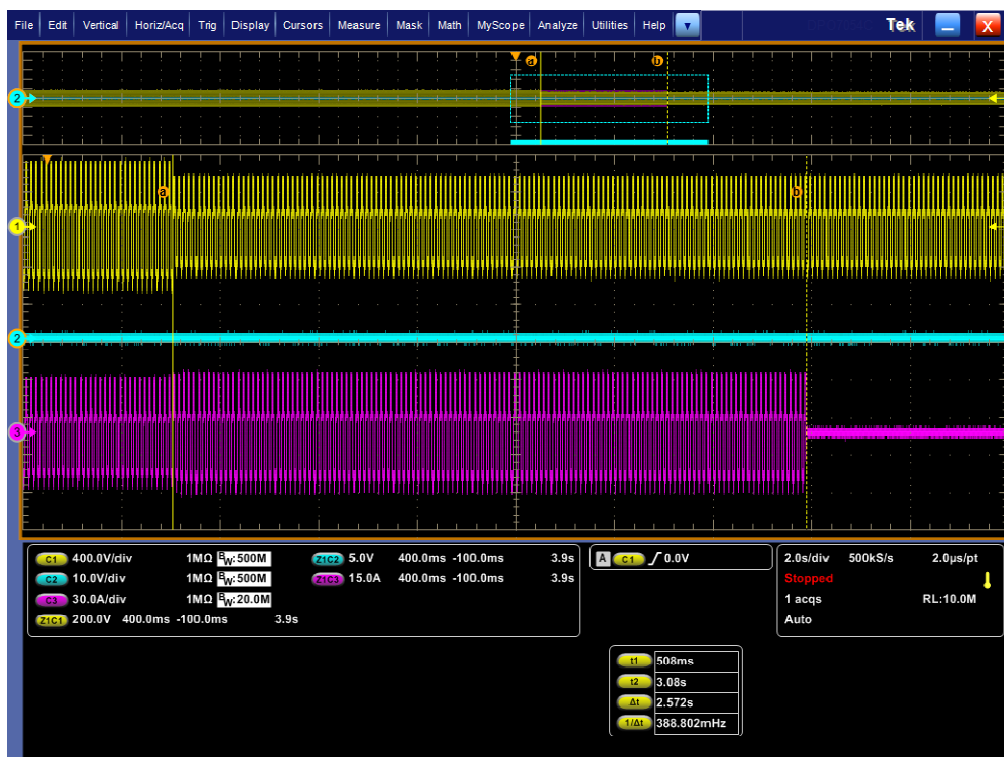 File Edit Vertical Horiz/Acq Trig Display Cursors Measure Mask Math MyScope Analyze Utilities Help Tek X
a b
2
a b
1
2
3
C1 400.0V/div 1MΩ BW:500M Z1C2 5.0V 400.0ms -100.0ms 3.9s
C2 10.0V/div 1MΩ BW:500M Z1C3 15.0A 400.0ms -100.0ms 3.9s
C3 30.0A/div 1MΩ BW:20.0M
Z1C1 200.0V 400.0ms -100.0ms 3.9s
A C1 0.0V
2.0s/div 500kS/s 2.0µs/pt
Stopped
1 acqs RL:10.0M
Auto
t1 508ms
t2 3.08s
Δt 2.572s
1/Δt 388.802mHz